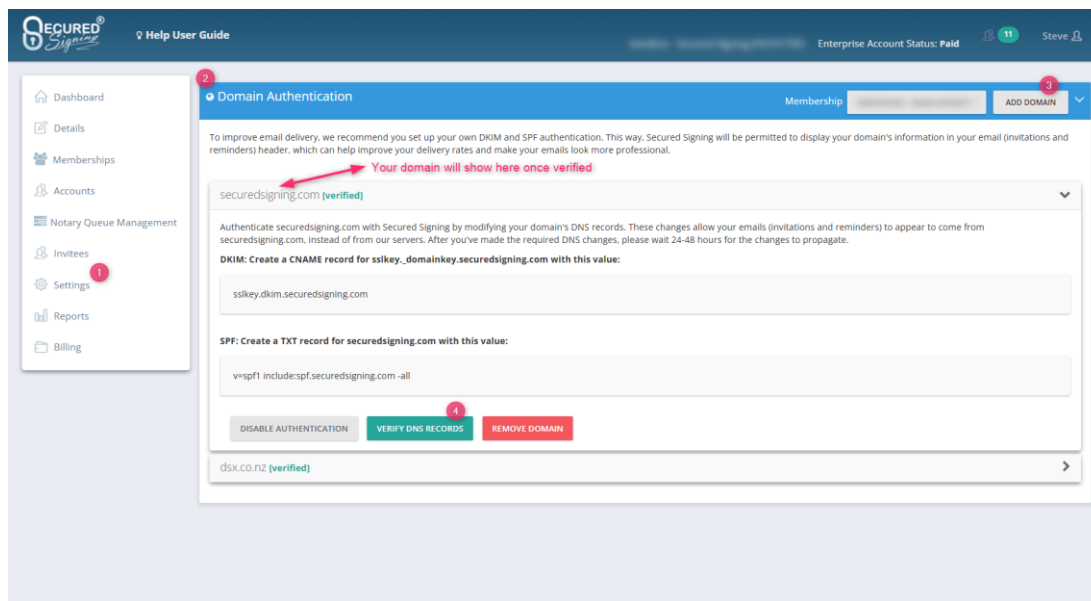 SECURED®
Signing
Help User Guide
Enterprise Account Status: Paid
11
Steve
Dashboard
Details
Memberships
Accounts
Notary Queue Management
Invitees
1
Settings
Reports
Billing
2
Domain Authentication
Membership
3
ADD DOMAIN
To improve email delivery, we recommend you set up your own DKIM and SPF authentication. This way, Secured Signing will be permitted to display your domain's information in your email (invitations and
reminders) header, which can help improve your delivery rates and make your emails look more professional.
Your domain will show here once verified
securedsigning.com [verified]
Authenticate securedsigning.com with Secured Signing by modifying your domain's DNS records. These changes allow your emails (invitations and reminders) to appear to come from
securedsigning.com, instead of from our servers. After you've made the required DNS changes, please wait 24-48 hours for the changes to propagate.
DKIM: Create a CNAME record for sslkey._domainkey.securedsigning.com with this value:
sslkey.dkim.securedsigning.com
SPF: Create a TXT record for securedsigning.com with this value:
v=spf1 include:spf.securedsigning.com -all
4
DISABLE AUTHENTICATION
VERIFY DNS RECORDS
REMOVE DOMAIN
dsx.co.nz [verified]